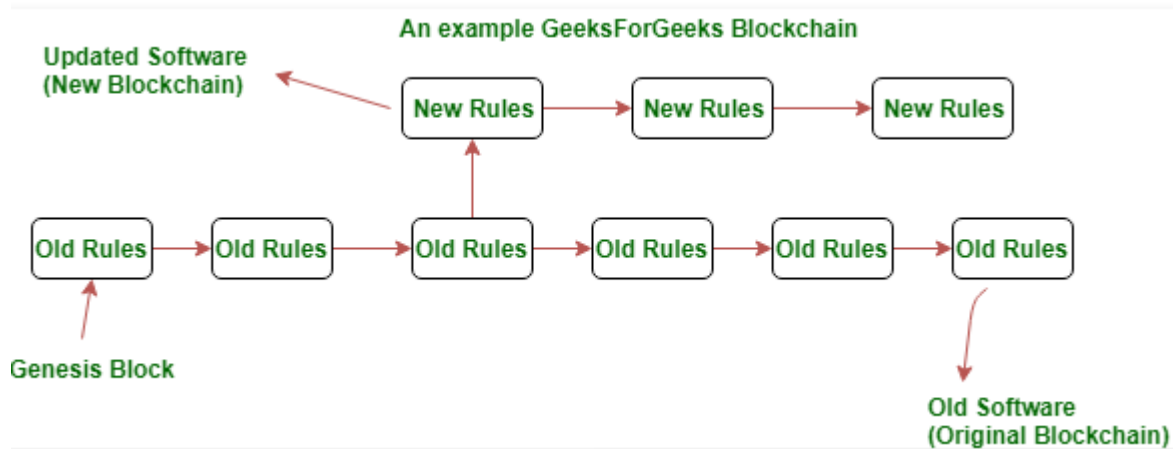 An example GeeksForGeeks Blockchain
Updated Software
(New Blockchain)
New Rules
New Rules
New Rules
Old Rules
Old Rules
Old Rules
Old Rules
Old Rules
Old Rules
Genesis Block
Old Software
(Original Blockchain)